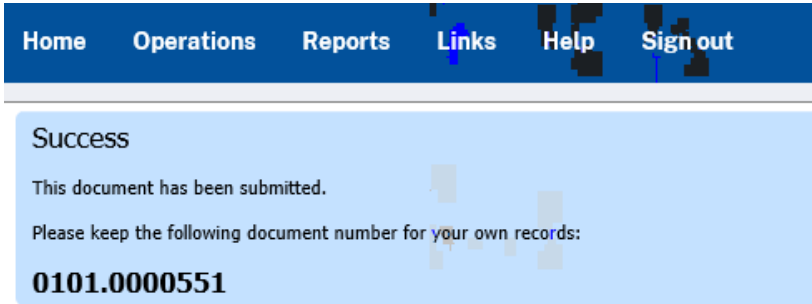 Home Operations Reports Links Help Sign out
Success
This document has been submitted.
Please keep the following document number for your own records:
0101.0000551